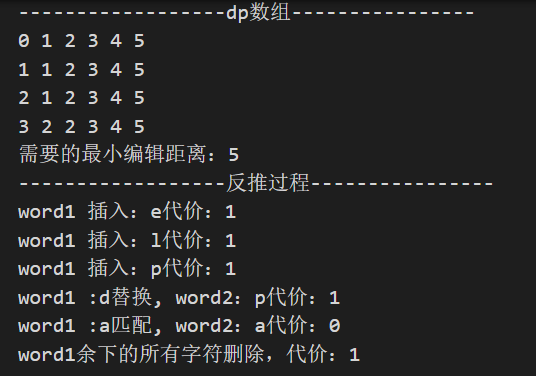 ------------------dp数组----------------
0 1 2 3 4 5
1 1 2 3 4 5
2 1 2 3 4 5
3 2 2 3 4 5
需要的最小编辑距离：5
------------------反推过程----------------
word1 插入：e代价：1
word1 插入：l代价：1
word1 插入：p代价：1
word1 :d替换, word2：p代价：1
word1 :a匹配, word2：a代价：0
word1余下的所有字符删除，代价：1